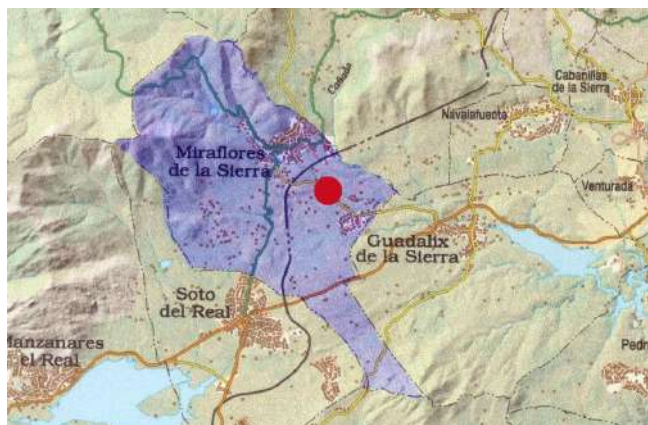 Cañada
Cabanillas
de la Sierra
Navalafuente
Miraflores
de la Sierra
Venturada
Guadalix
de la Sierra
Soto
del Real
Manzanares
el Real